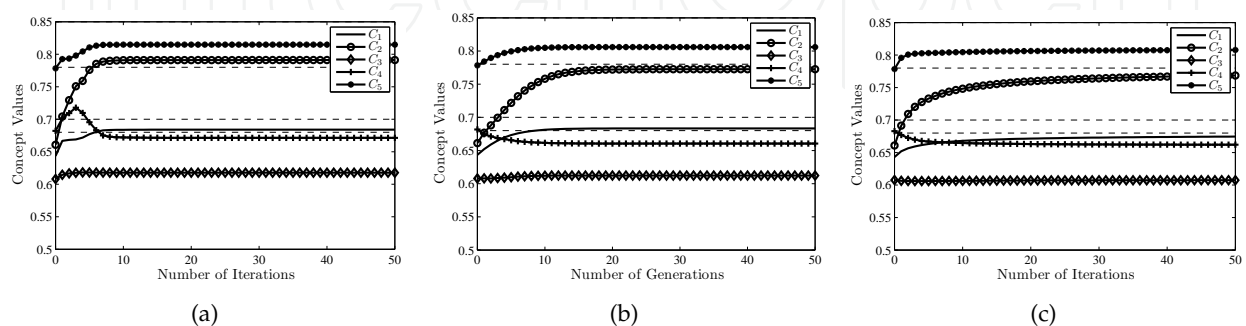 0.85
0.8
0.75
0.7
0.65
0.6
0.55
0.5
Concept Values
0 10 20 30 40 50
Number of Iterations
C1
C2
C3
C4
C5
(a)
0.85
0.8
0.75
0.7
0.65
0.6
0.55
0.5
Concept Values
0 10 20 30 40 50
Number of Generations
C1
C2
C3
C4
C5
(b)
0.85
0.8
0.75
0.7
0.65
0.6
0.55
0.5
Concept Values
0 10 20 30 40 50
Number of Iterations
C1
C2
C3
C4
C5
(c)